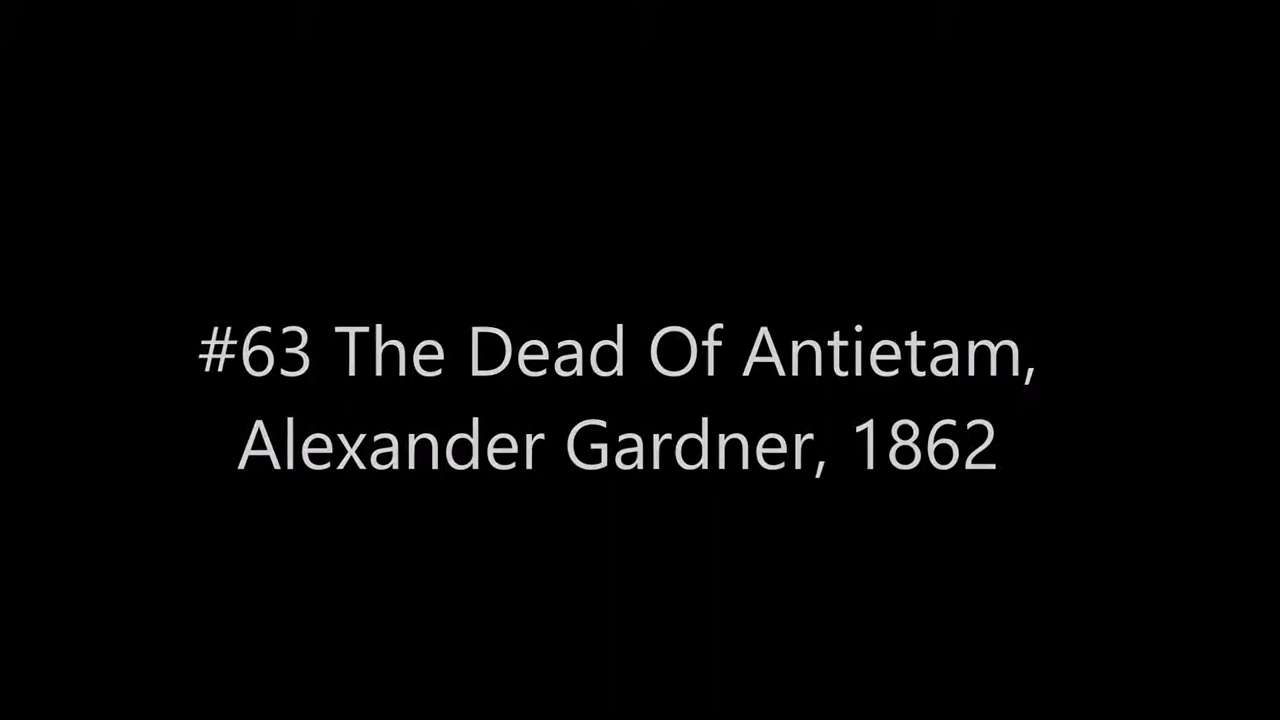 #63 The Dead Of Antietam,
Alexander Gardner, 1862